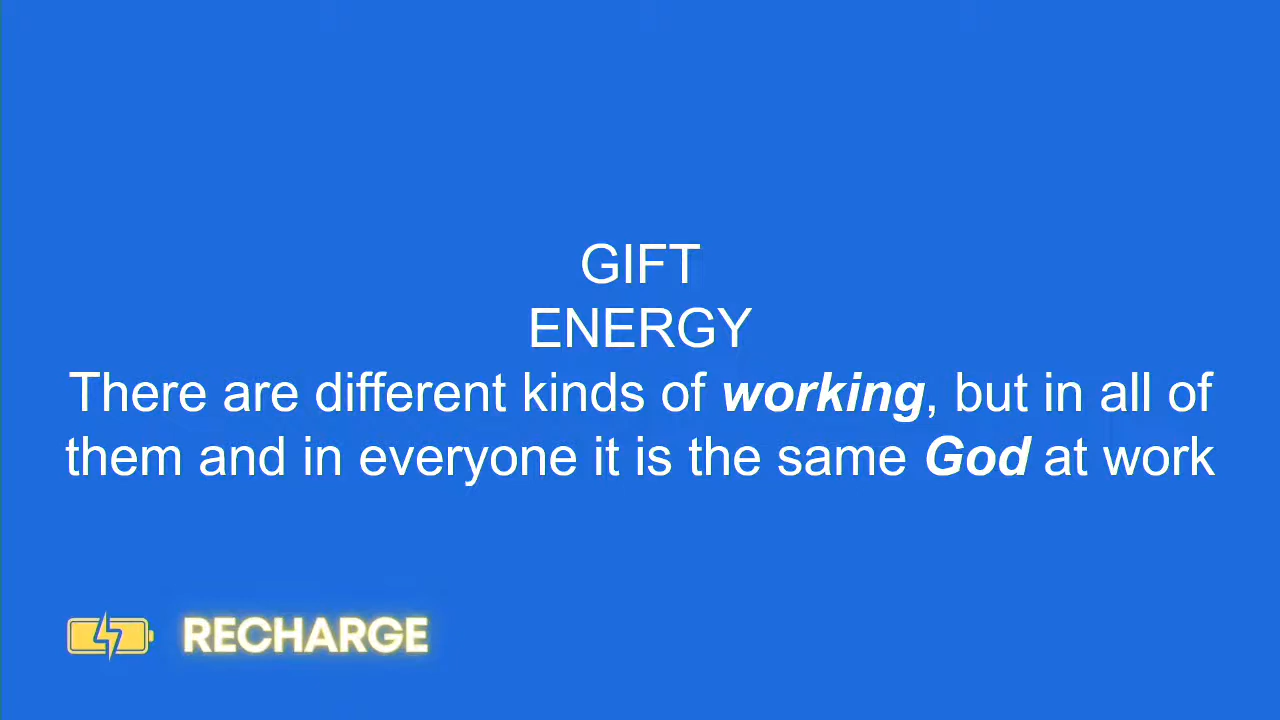 GIFT
ENERGY
There are different kinds of working, but in all of
them and in everyone it is the same God at work
RECHARGE